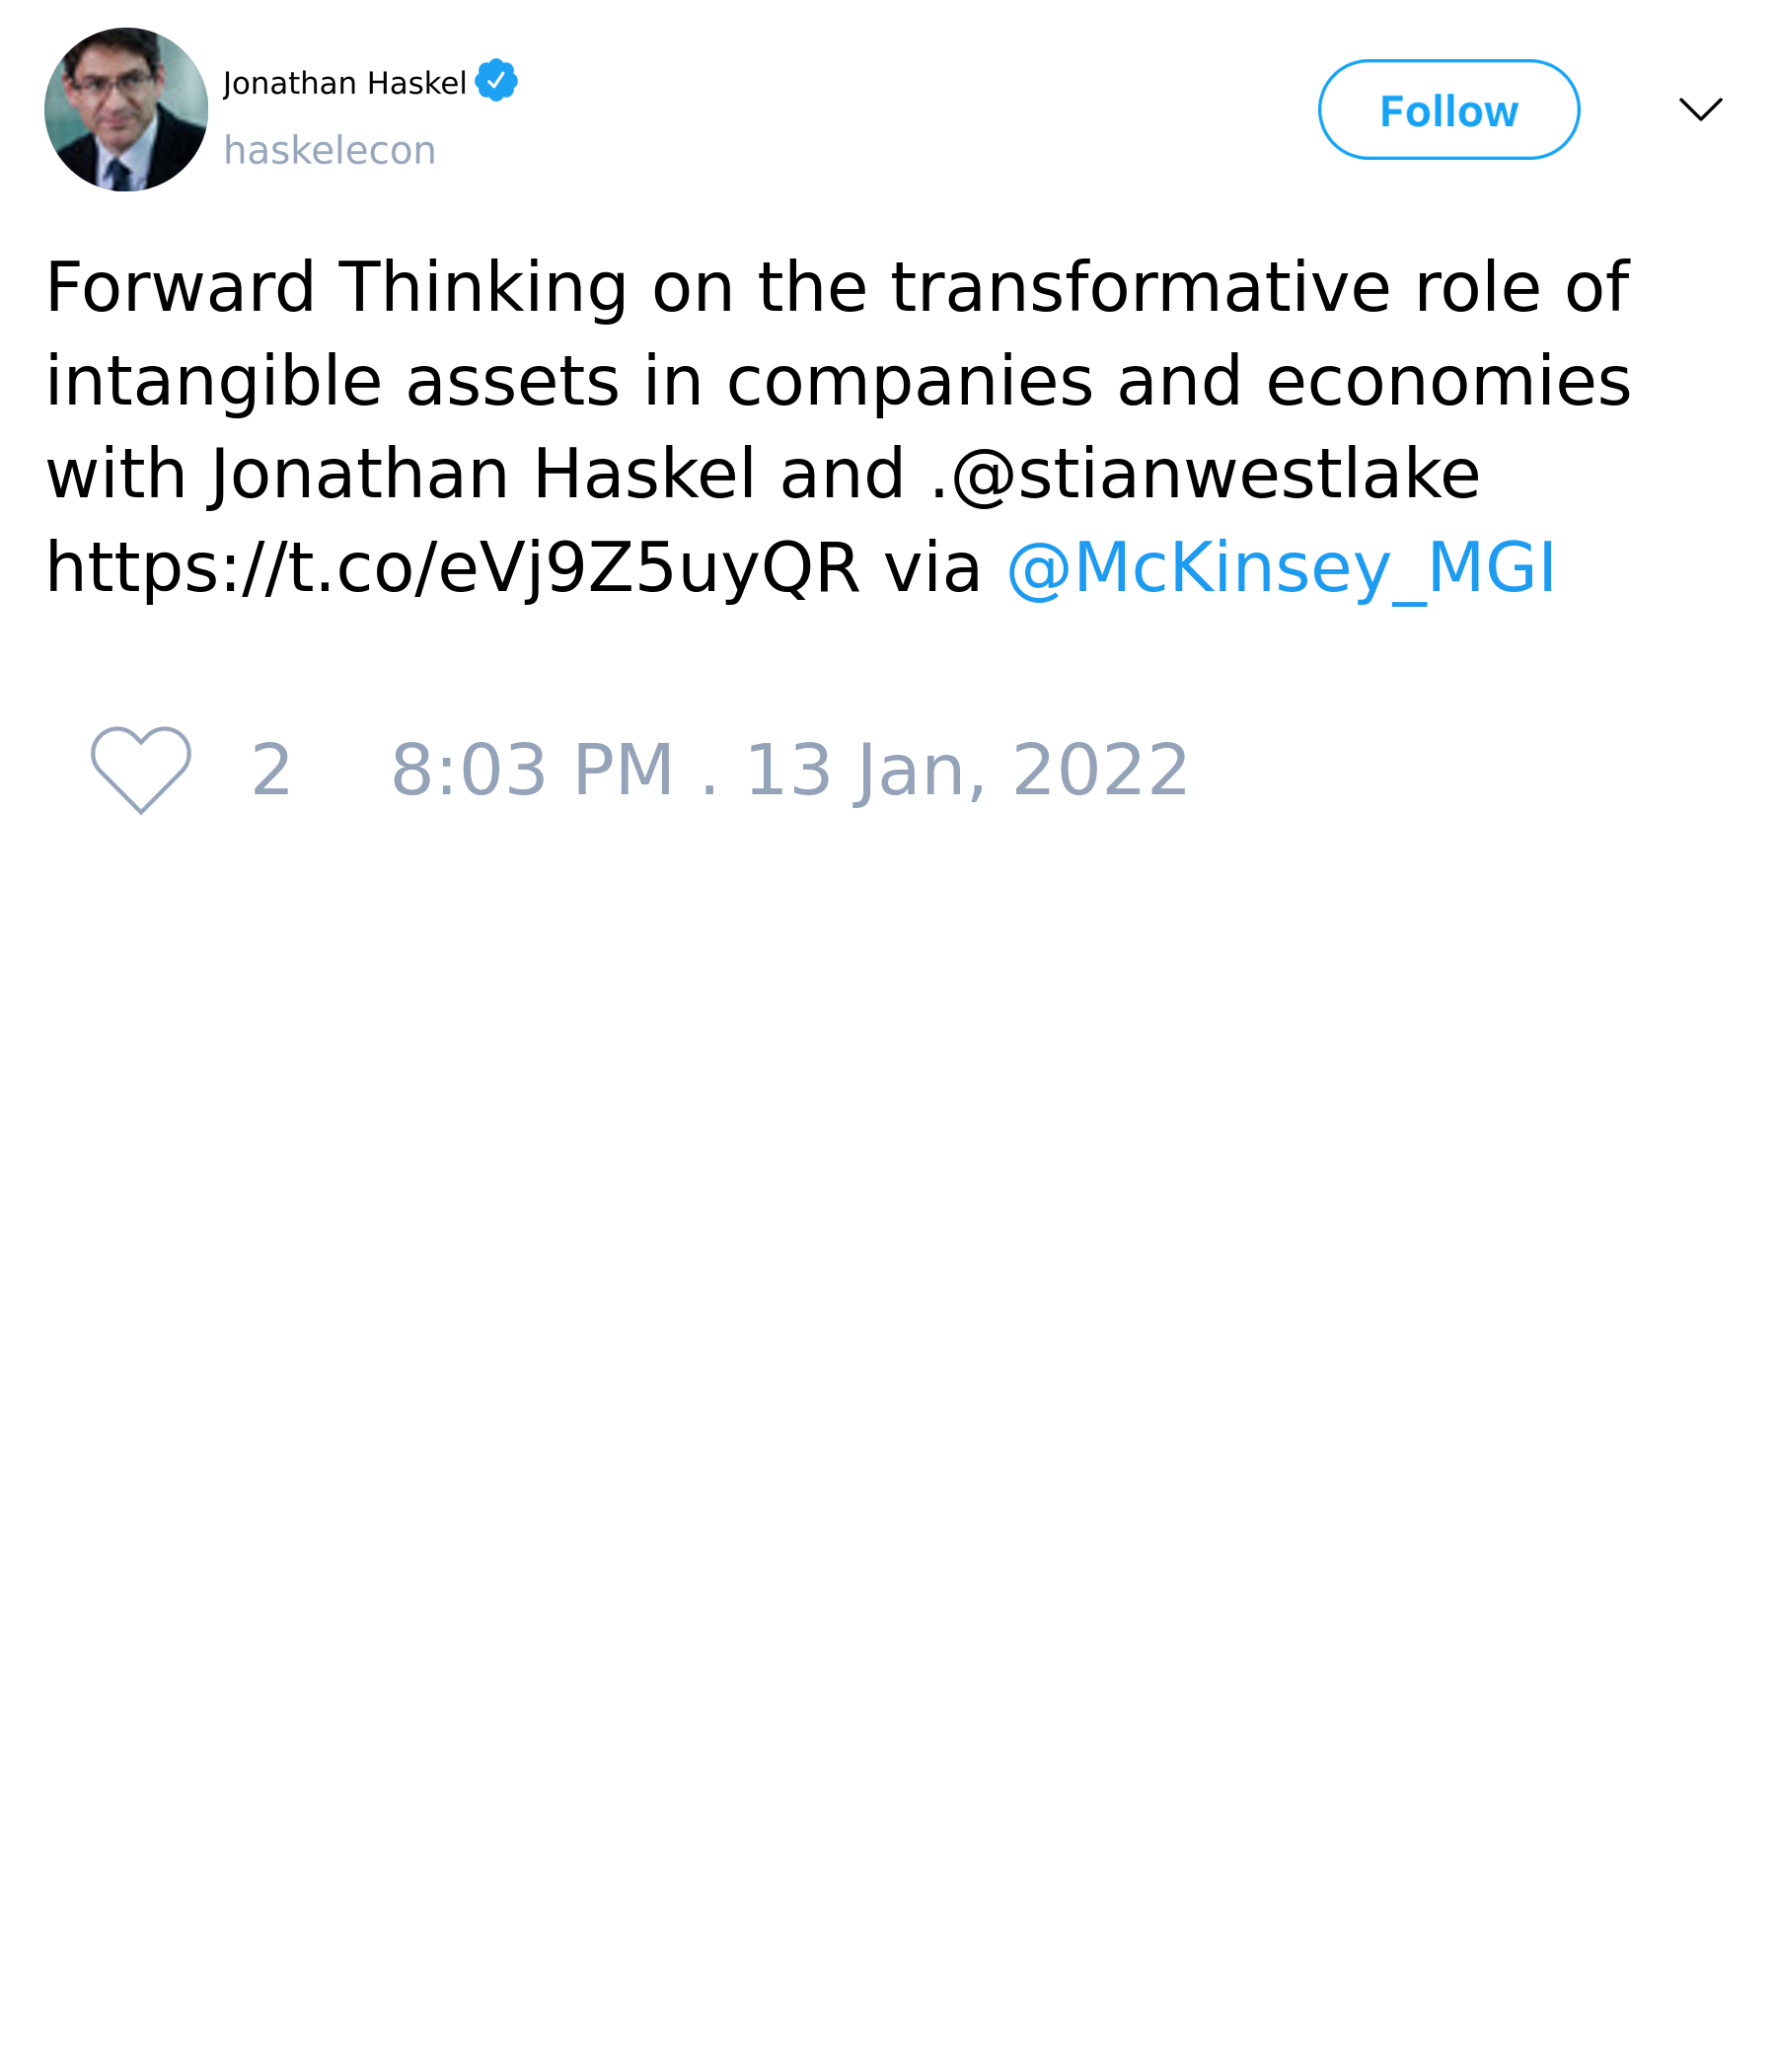 Jonathan Haskel
haskelecon
Follow
Forward Thinking on the transformative role of
intangible assets in companies and economies
with Jonathan Haskel and .@stianwestlake
https://t.co/eVj9Z5uyQR via @McKinsey_MGI
2 8:03 PM . 13 Jan, 2022